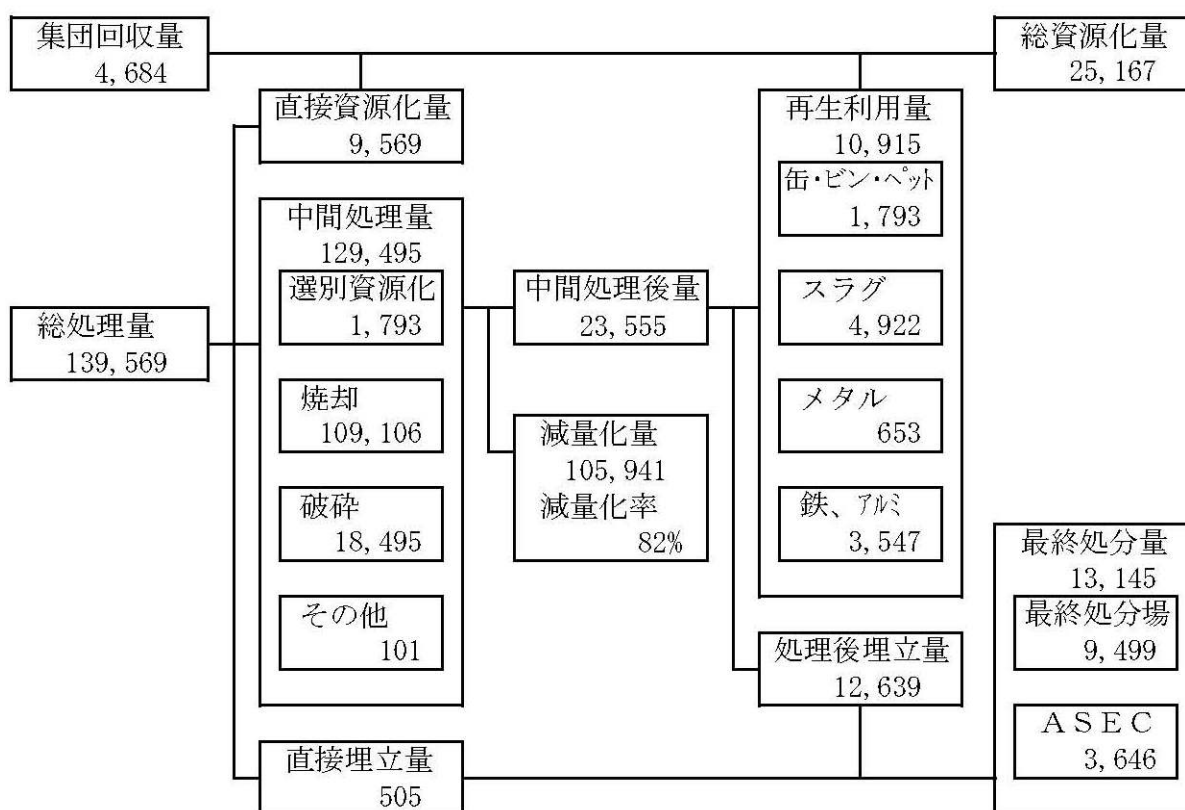 集団回収量
4,684
総資源化量
25,167
直接資源化量
9,569
再生利用量
10,915
缶・ビン・ペット
1,793
スラグ
4,922
メタル
653
鉄、アルミ
3,547
中間処理量
129,495
選別資源化
1,793
焼却
109,106
破砕
18,495
その他
101
中間処理後量
23,555
総処理量
139,569
減量化量
105,941
減量化率
82%
処理後埋立量
12,639
最終処分量
13,145
最終処分場
9,499
ASEC
3,646
直接埋立量
505